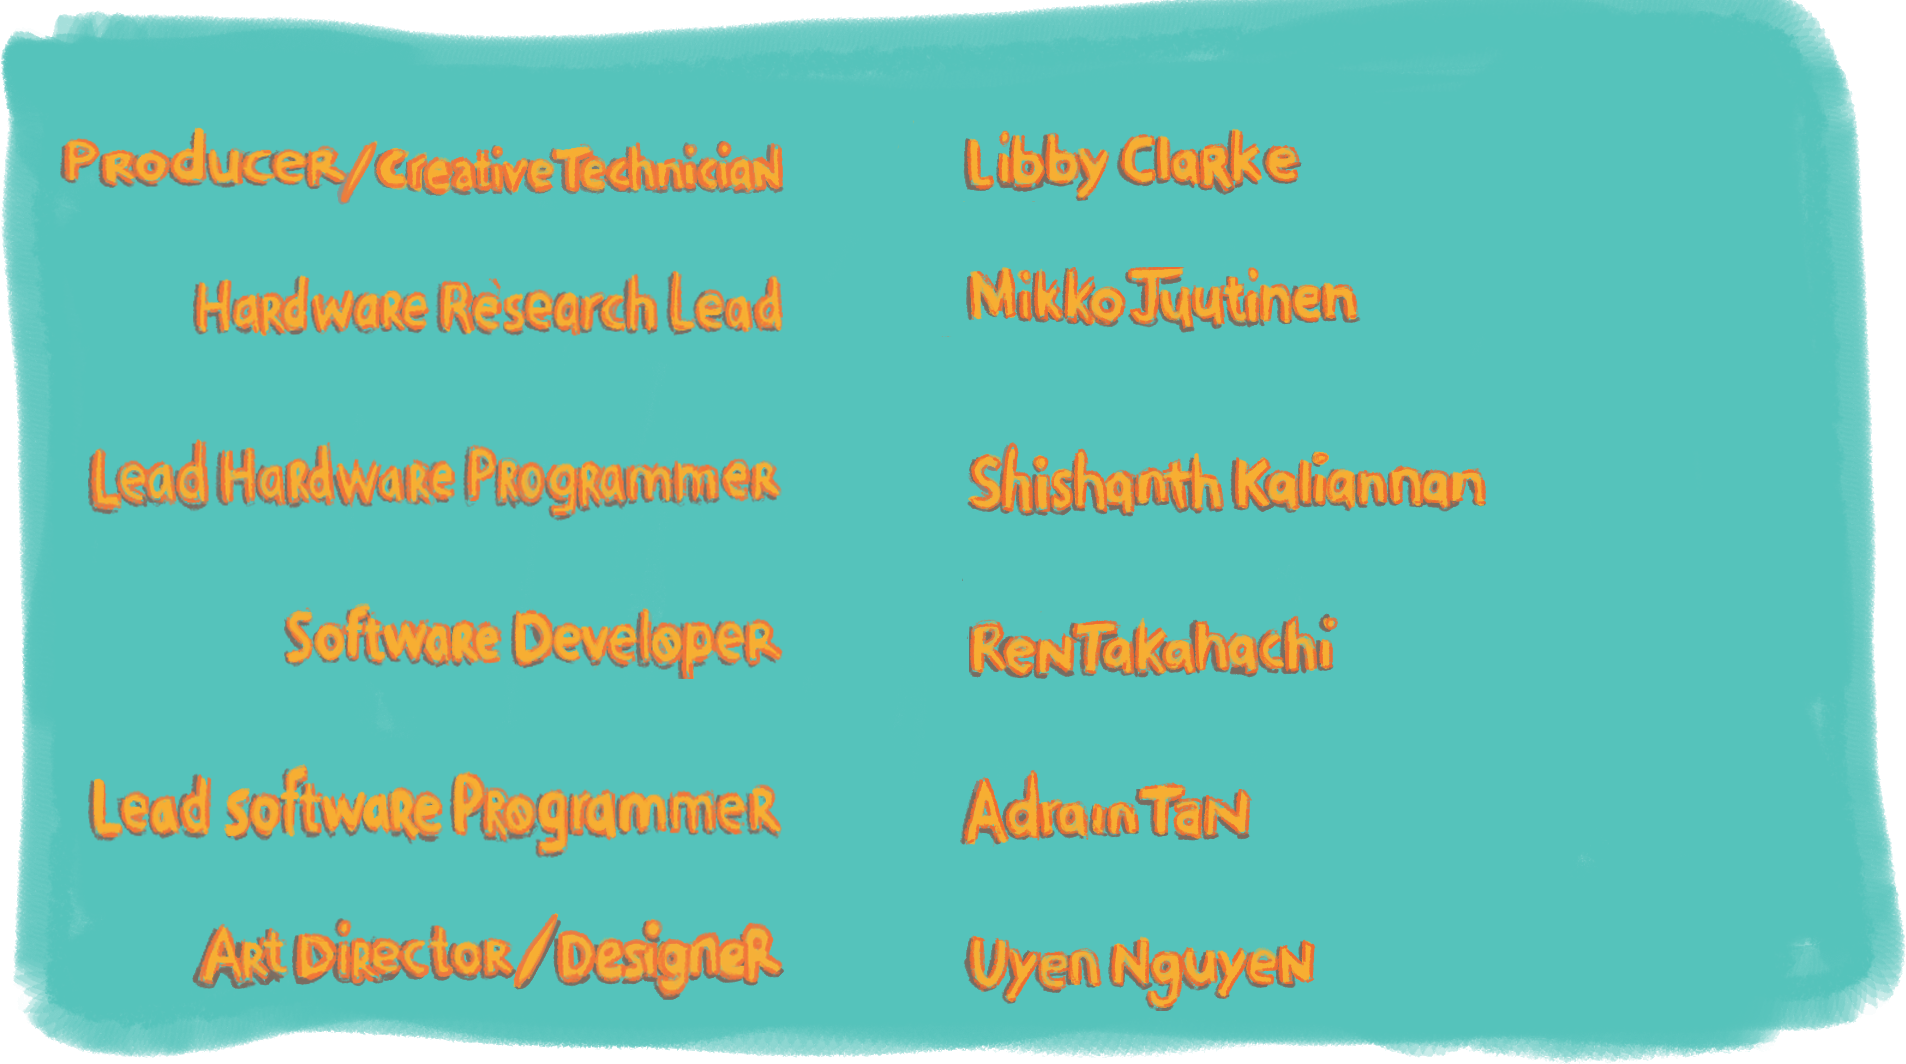 Producer/Creative Technician Libby Clarke
Hardware Research Lead Mikko Juutinen
Lead Hardware Programmer Shishanth Kaliannan
Software Developer Ren Takahachi
Lead software Programmer Adrain Tan
Art Director/Designer Uyen Nguyen